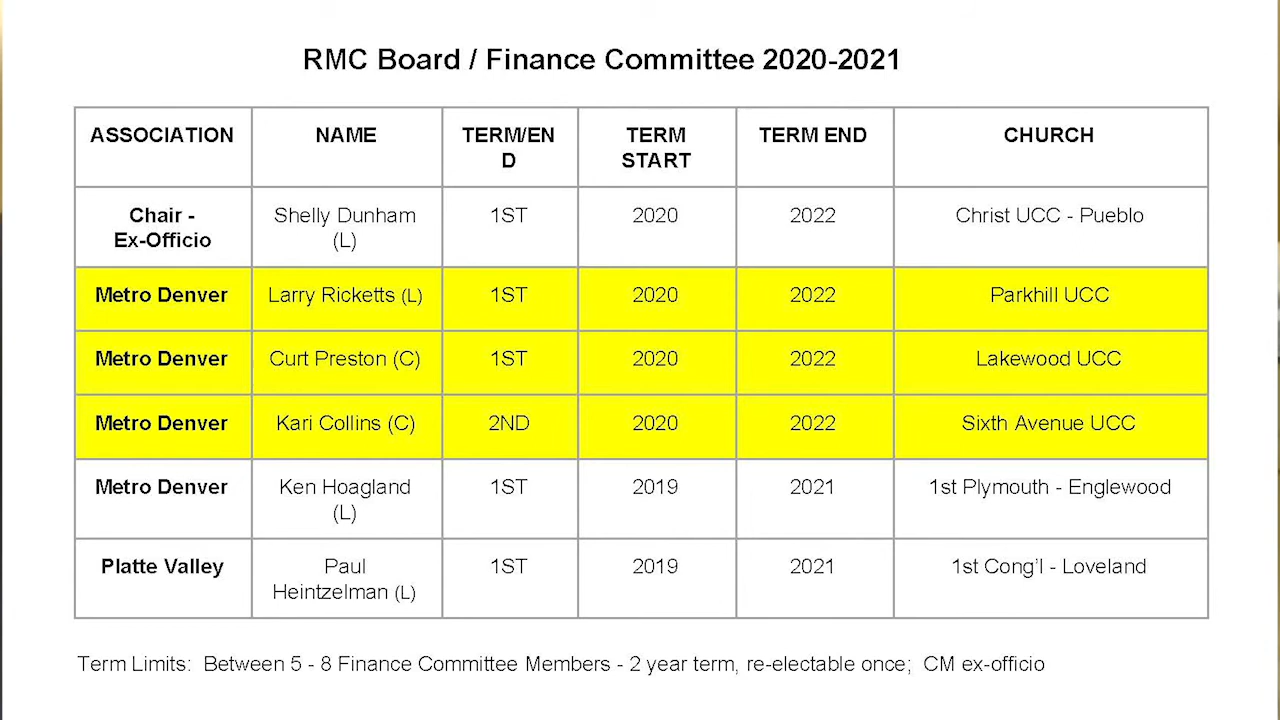 RMC Board / Finance Committee 2020-2021
ASSOCIATION NAME TERM/EN TERM TERM END CHURCH
D START
Chair - Shelly Dunham 1ST 2020 2022 Christ UCC - Pueblo
Ex-Officio (L)
Metro Denver Larry Ricketts (L) 1ST 2020 2022 Parkhill UCC
Metro Denver Curt Preston (C) 1ST 2020 2022 Lakewood UCC
Metro Denver Kari Collins (C) 2ND 2020 2022 Sixth Avenue UCC
Metro Denver Ken Hoagland 1ST 2019 2021 1st Plymouth - Englewood
(L)
Platte Valley Paul 1ST 2019 2021 1st Cong'l - Loveland
Heintzelman (L)
Term Limits: Between 5 - 8 Finance Committee Members - 2 year term, re-electable once; CM ex-officio